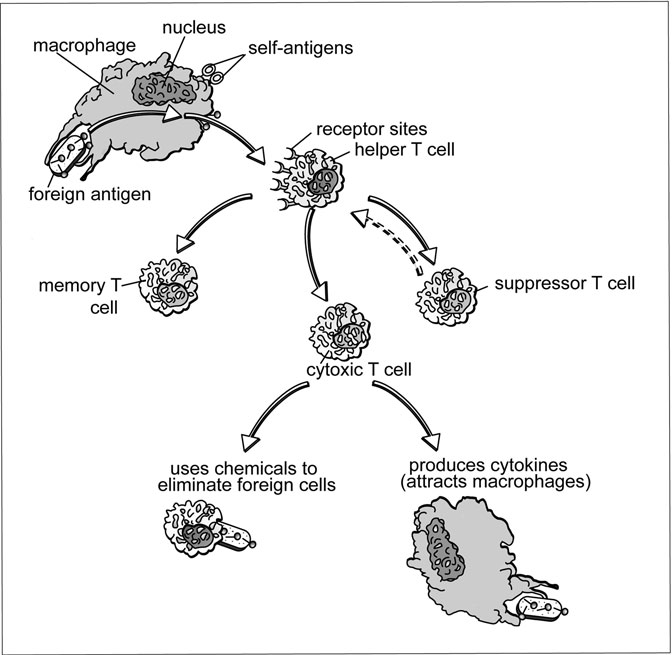 nucleus
macrophage
self-antigens
receptor sites
helper T cell
foreign antigen
memory T
cell
suppressor T cell
cytoxic T cell
uses chemicals to
eliminate foreign cells
produces cytokines
(attracts macrophages)